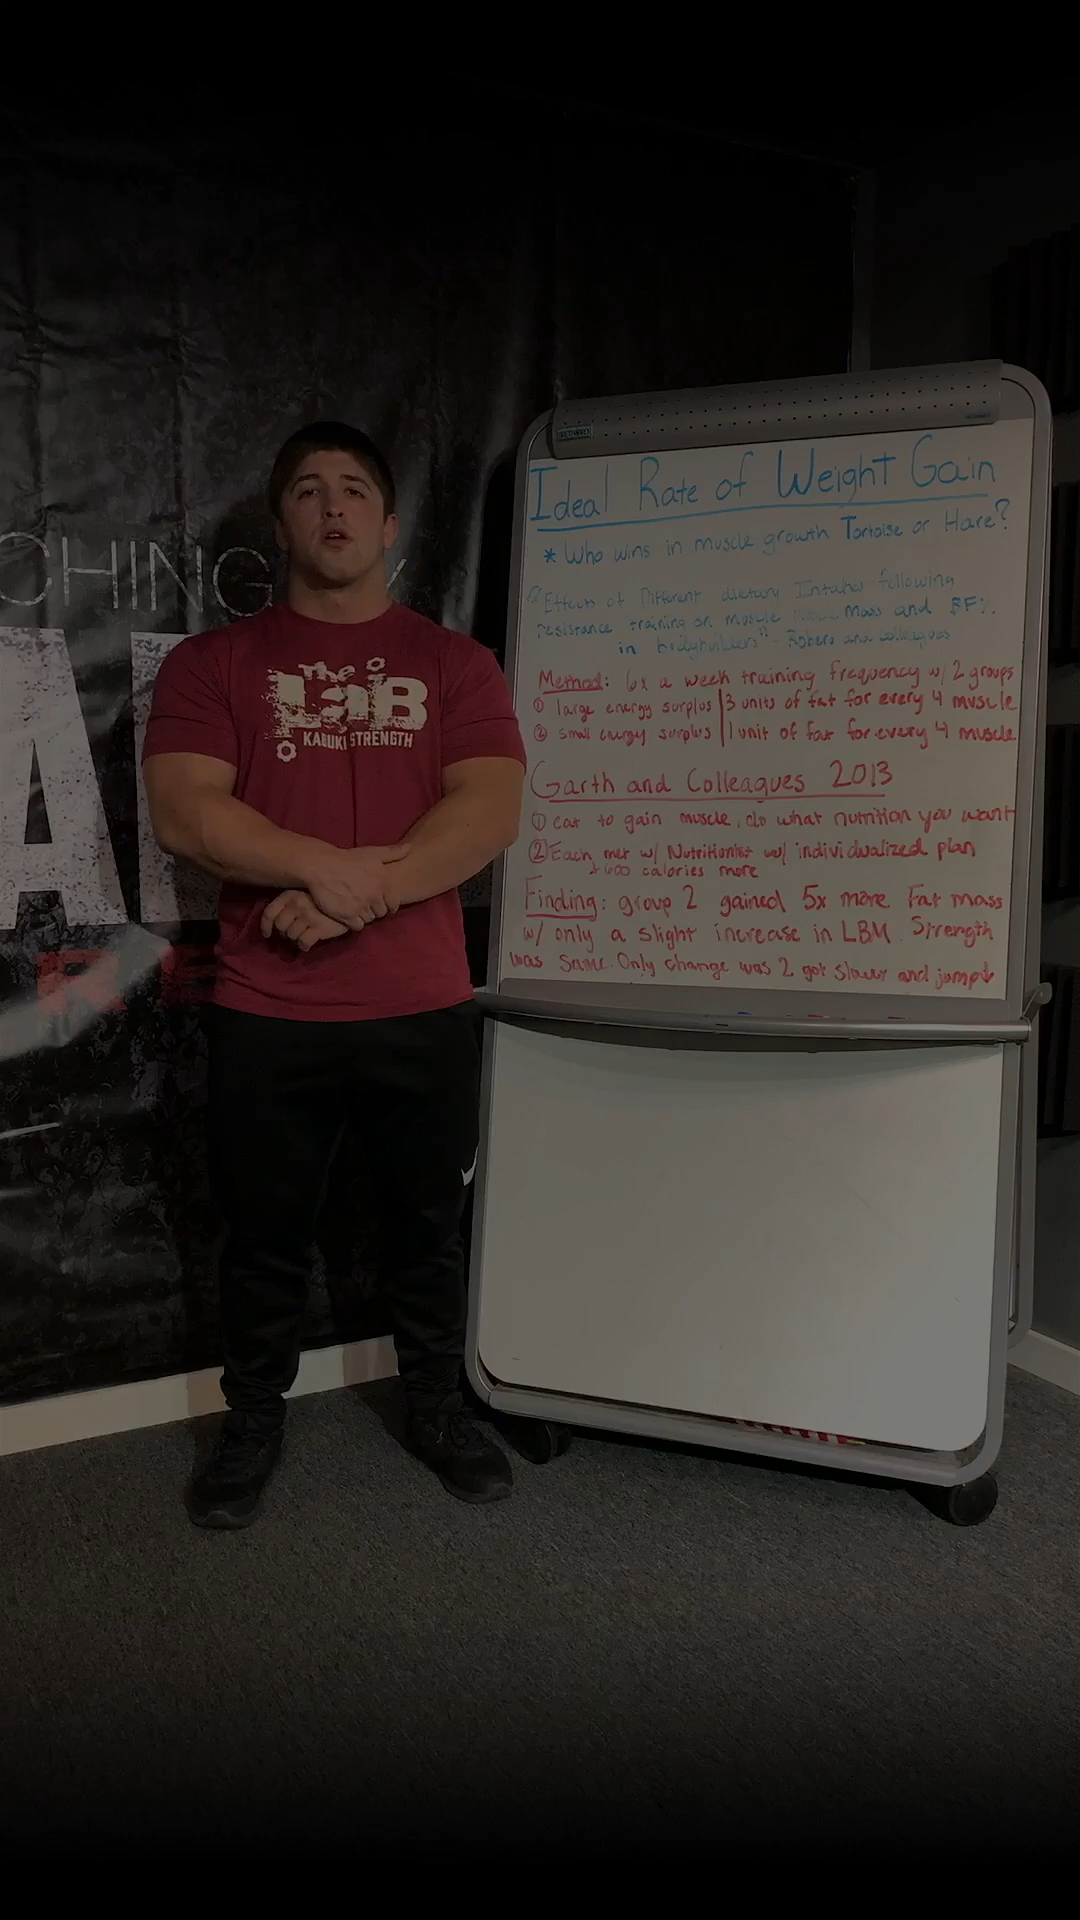 CHING
The
LaB
KABUKI STRENGTH
Ideal Rate of Weight Gain
* Who wins in muscle growth Tortoise or Hare?
"Effects of Different dietary Intakes following
resistance training on muscle Mass and BF%
in bodybuilders" - Robers and colleagues
Method: 6x a week training frequency w/ 2 groups
① large energy surplus | 3 units of fat for every 4 muscle
② small energy surplus | 1 unit of fat for every 4 muscle
Garth and Colleagues 2013
① eat to gain muscle, do what nutrition you want
② Each met w/ Nutritionist w/ individualized plan
600 calories more
Finding: group 2 gained 5x more Fat mass
w/ only a slight increase in LBM. Strength
was same. Only change was 2 got slower and jump↓